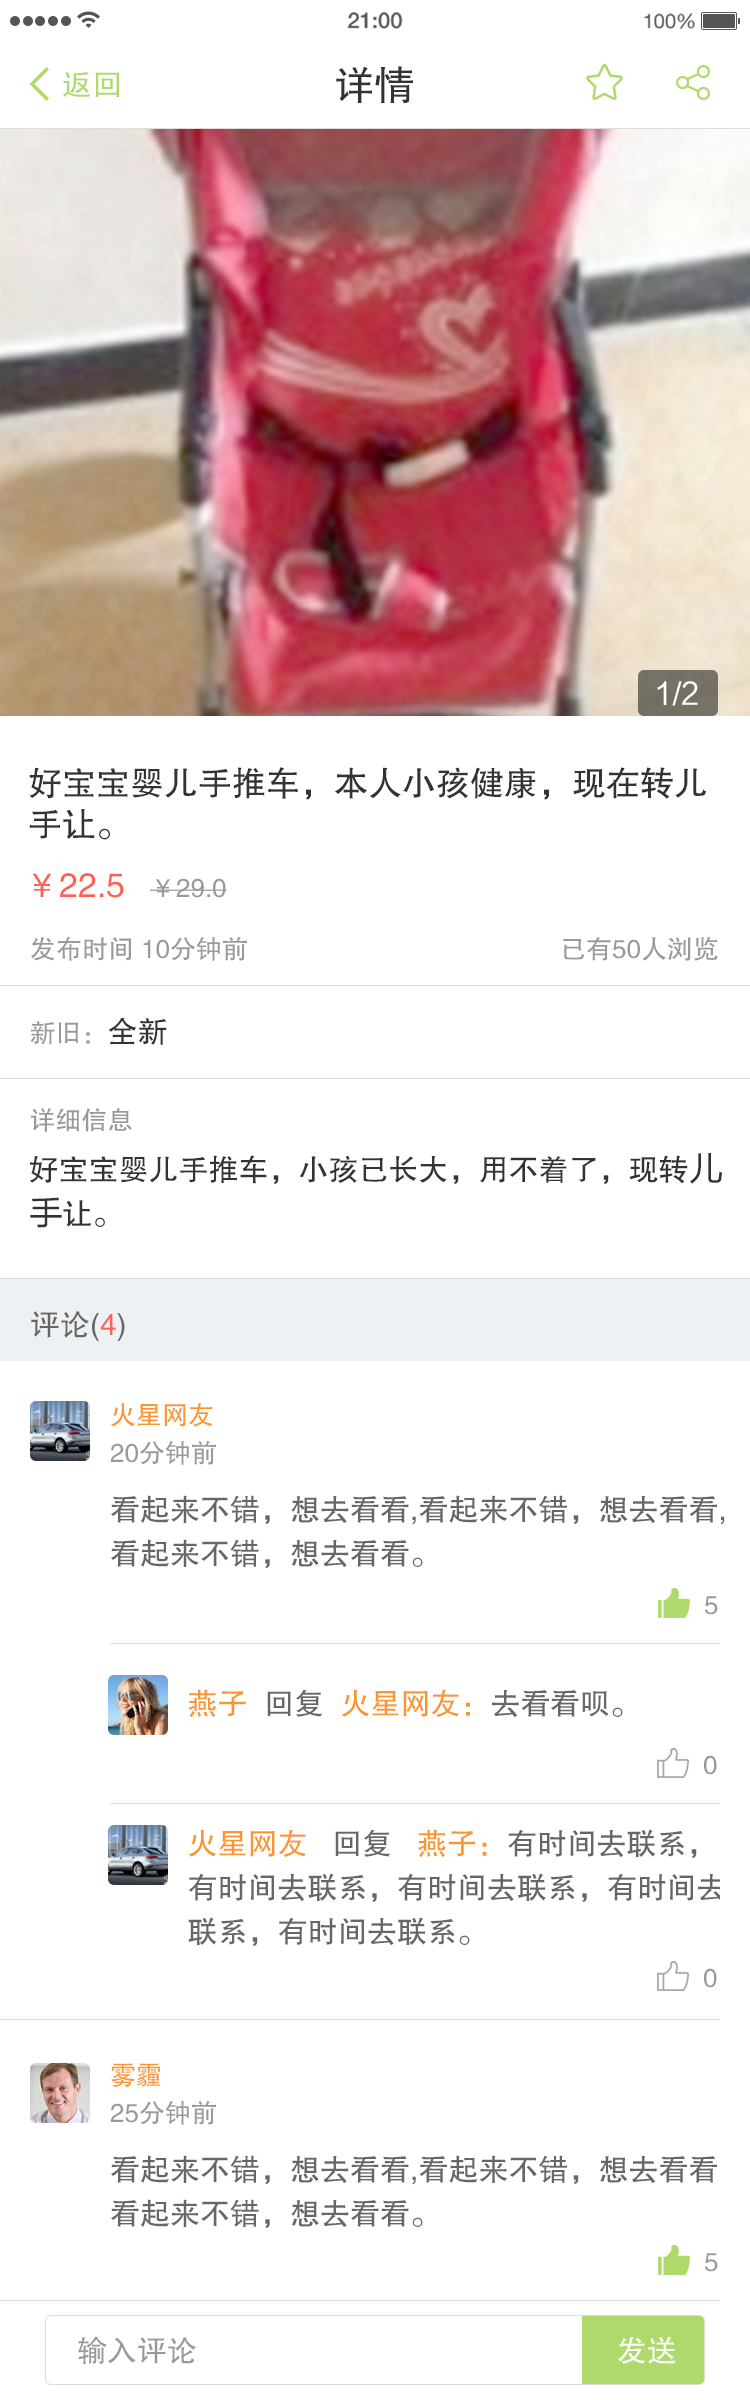 21:00
100%
返回
详情
1/2
好宝宝婴儿手推车，本人小孩健康，现在转儿
手让。
¥ 22.5 ¥ 29.0
发布时间 10分钟前
已有50人浏览
新旧：全新
详细信息
好宝宝婴儿手推车，小孩已长大，用不着了，现转儿
手让。
评论(4)
火星网友
20分钟前
看起来不错，想去看看,看起来不错，想去看看,
看起来不错，想去看看。
5
燕子 回复 火星网友：去看看呗。
0
火星网友 回复 燕子：有时间去联系，
有时间去联系，有时间去联系，有时间去
联系，有时间去联系。
0
雾霾
25分钟前
看起来不错，想去看看,看起来不错，想去看看
看起来不错，想去看看。
5
输入评论
发送